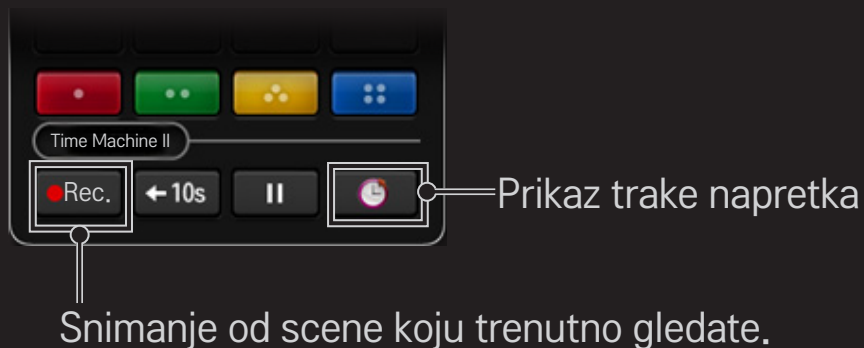 Time Machine II
Rec. 10s
Prikaz trake napretka
Snimanje od scene koju trenutno gledate.